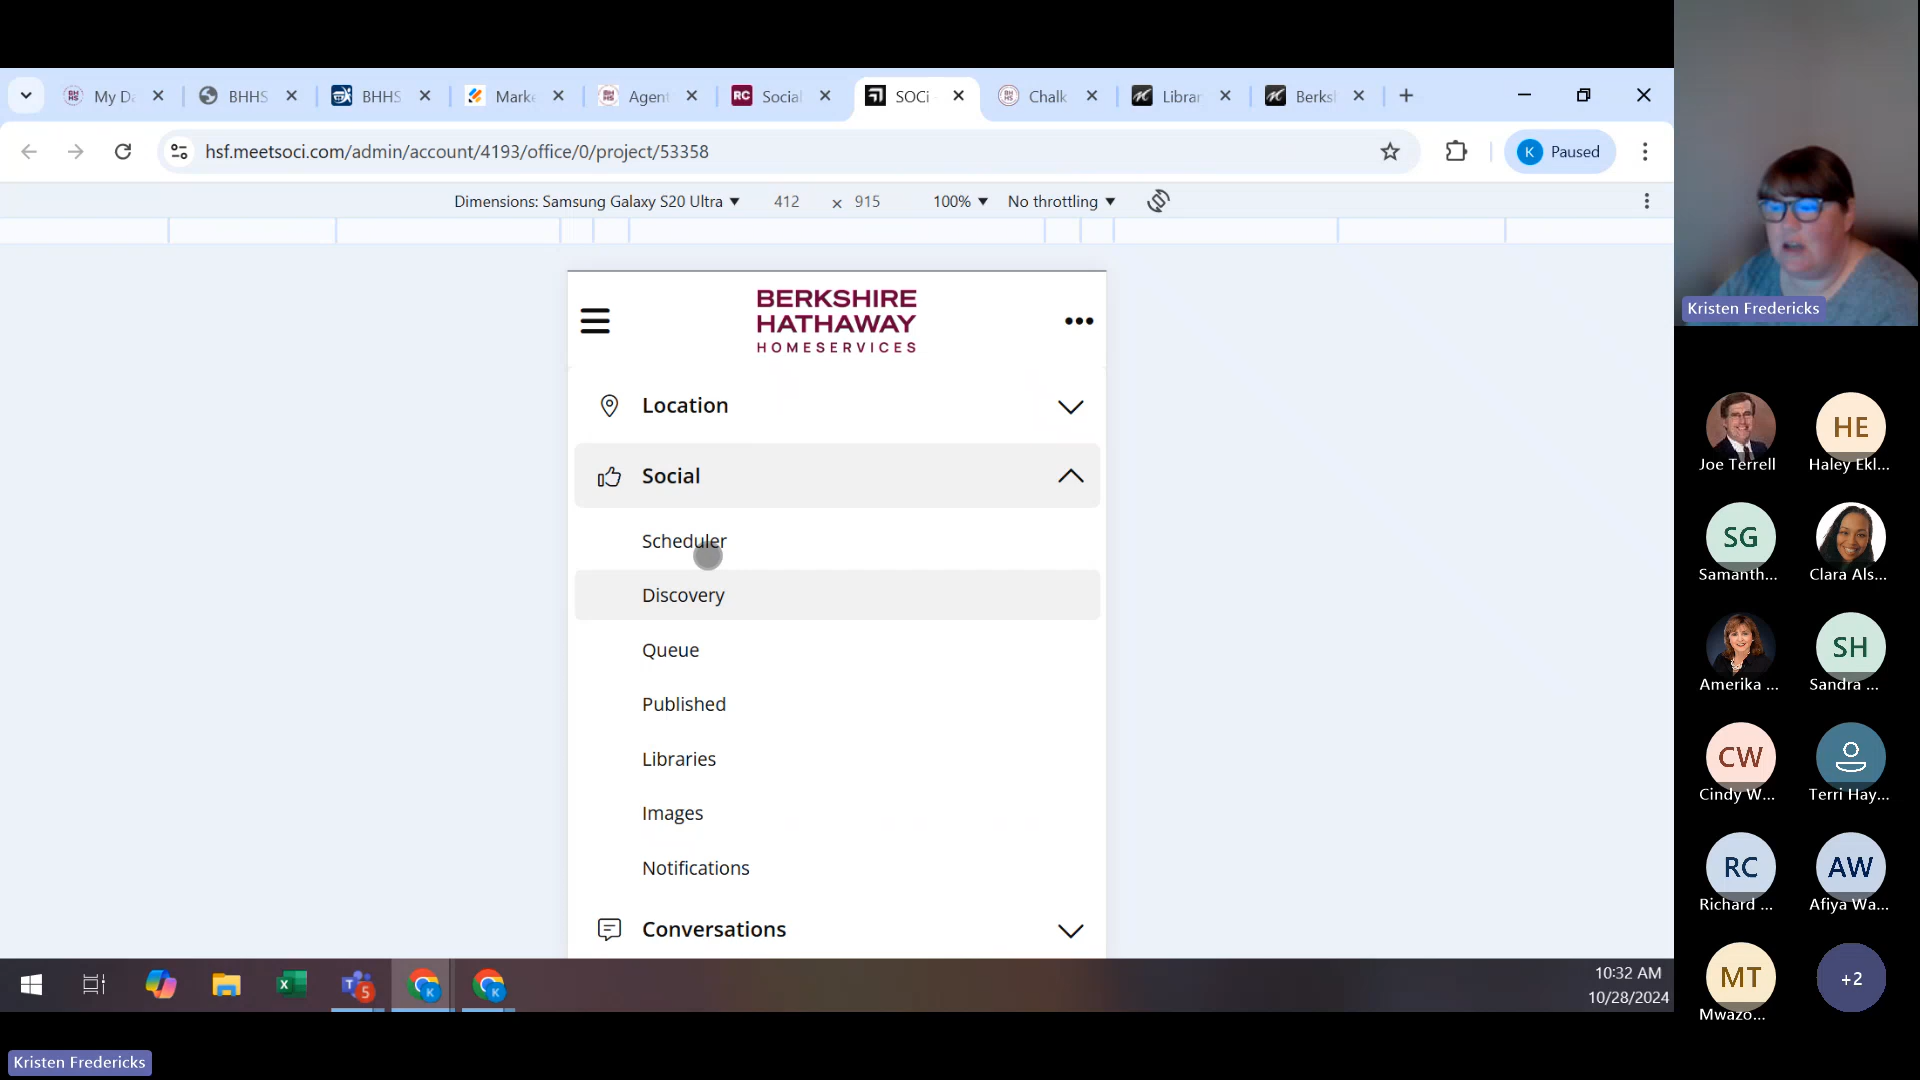 My Da
BHHS
BHHS
Marke
Agent
RC
Social
SOCi
Chalk
Librar
Berksh
hsf.meetsoci.com/admin/account/4193/office/0/project/53358
K
Paused
Dimensions: Samsung Galaxy S20 Ultra
412
×
915
100%
No throttling
BERKSHIRE
HATHAWAY
HOMESERVICES
Location
Social
Scheduler
Discovery
Queue
Published
Libraries
Images
Notifications
Conversations
5
K
K
10:32 AM
10/28/2024
Kristen Fredericks
Joe Terrell
HE
Haley Ekl...
SG
Samanth...
Clara Als...
Amerika ...
SH
Sandra ...
CW
Cindy W...
Terri Hay...
RC
Richard ...
AW
Afiya Wa...
MT
Mwazo...
+2
Kristen Fredericks